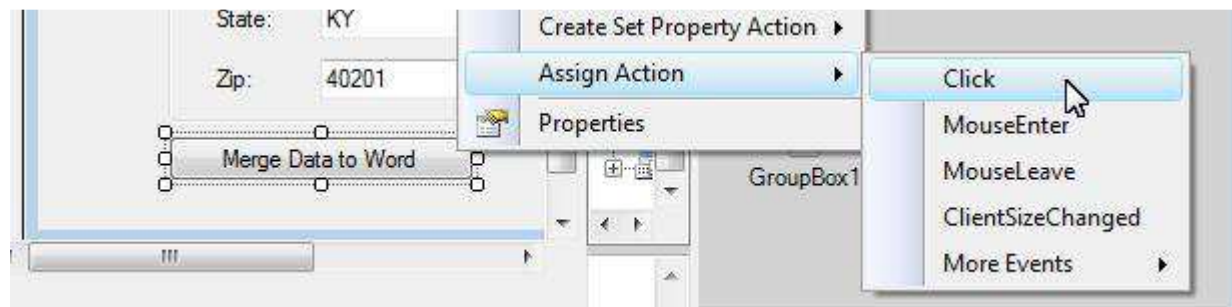 State:
KY
Create Set Property Action
Zip:
40201
Assign Action
Click
Properties
MouseEnter
Merge Data to Word
GroupBox1
MouseLeave
ClientSizeChanged
More Events